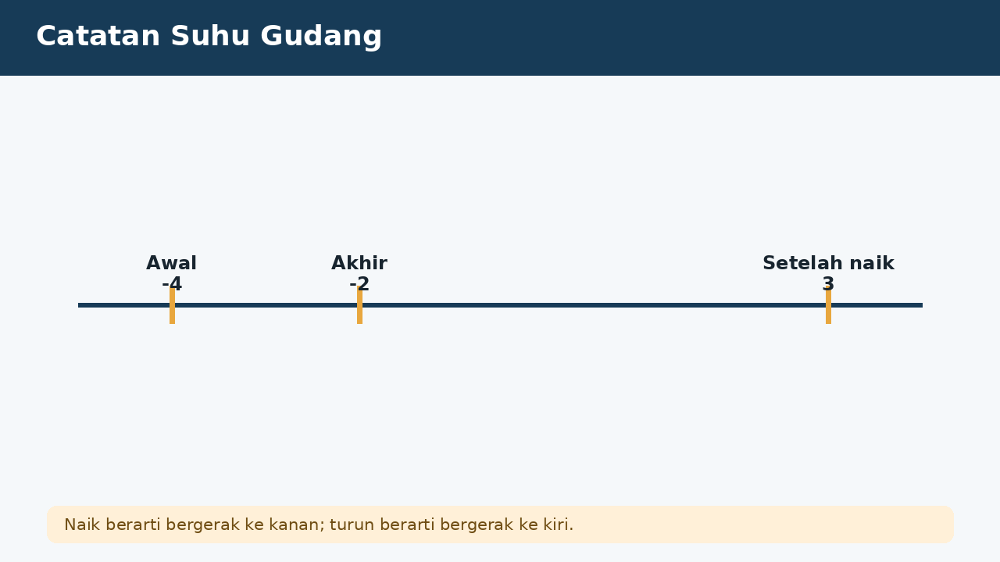 Catatan Suhu Gudang
Awal
-4
Akhir
-2
Setelah naik
3
Naik berarti bergerak ke kanan; turun berarti bergerak ke kiri.